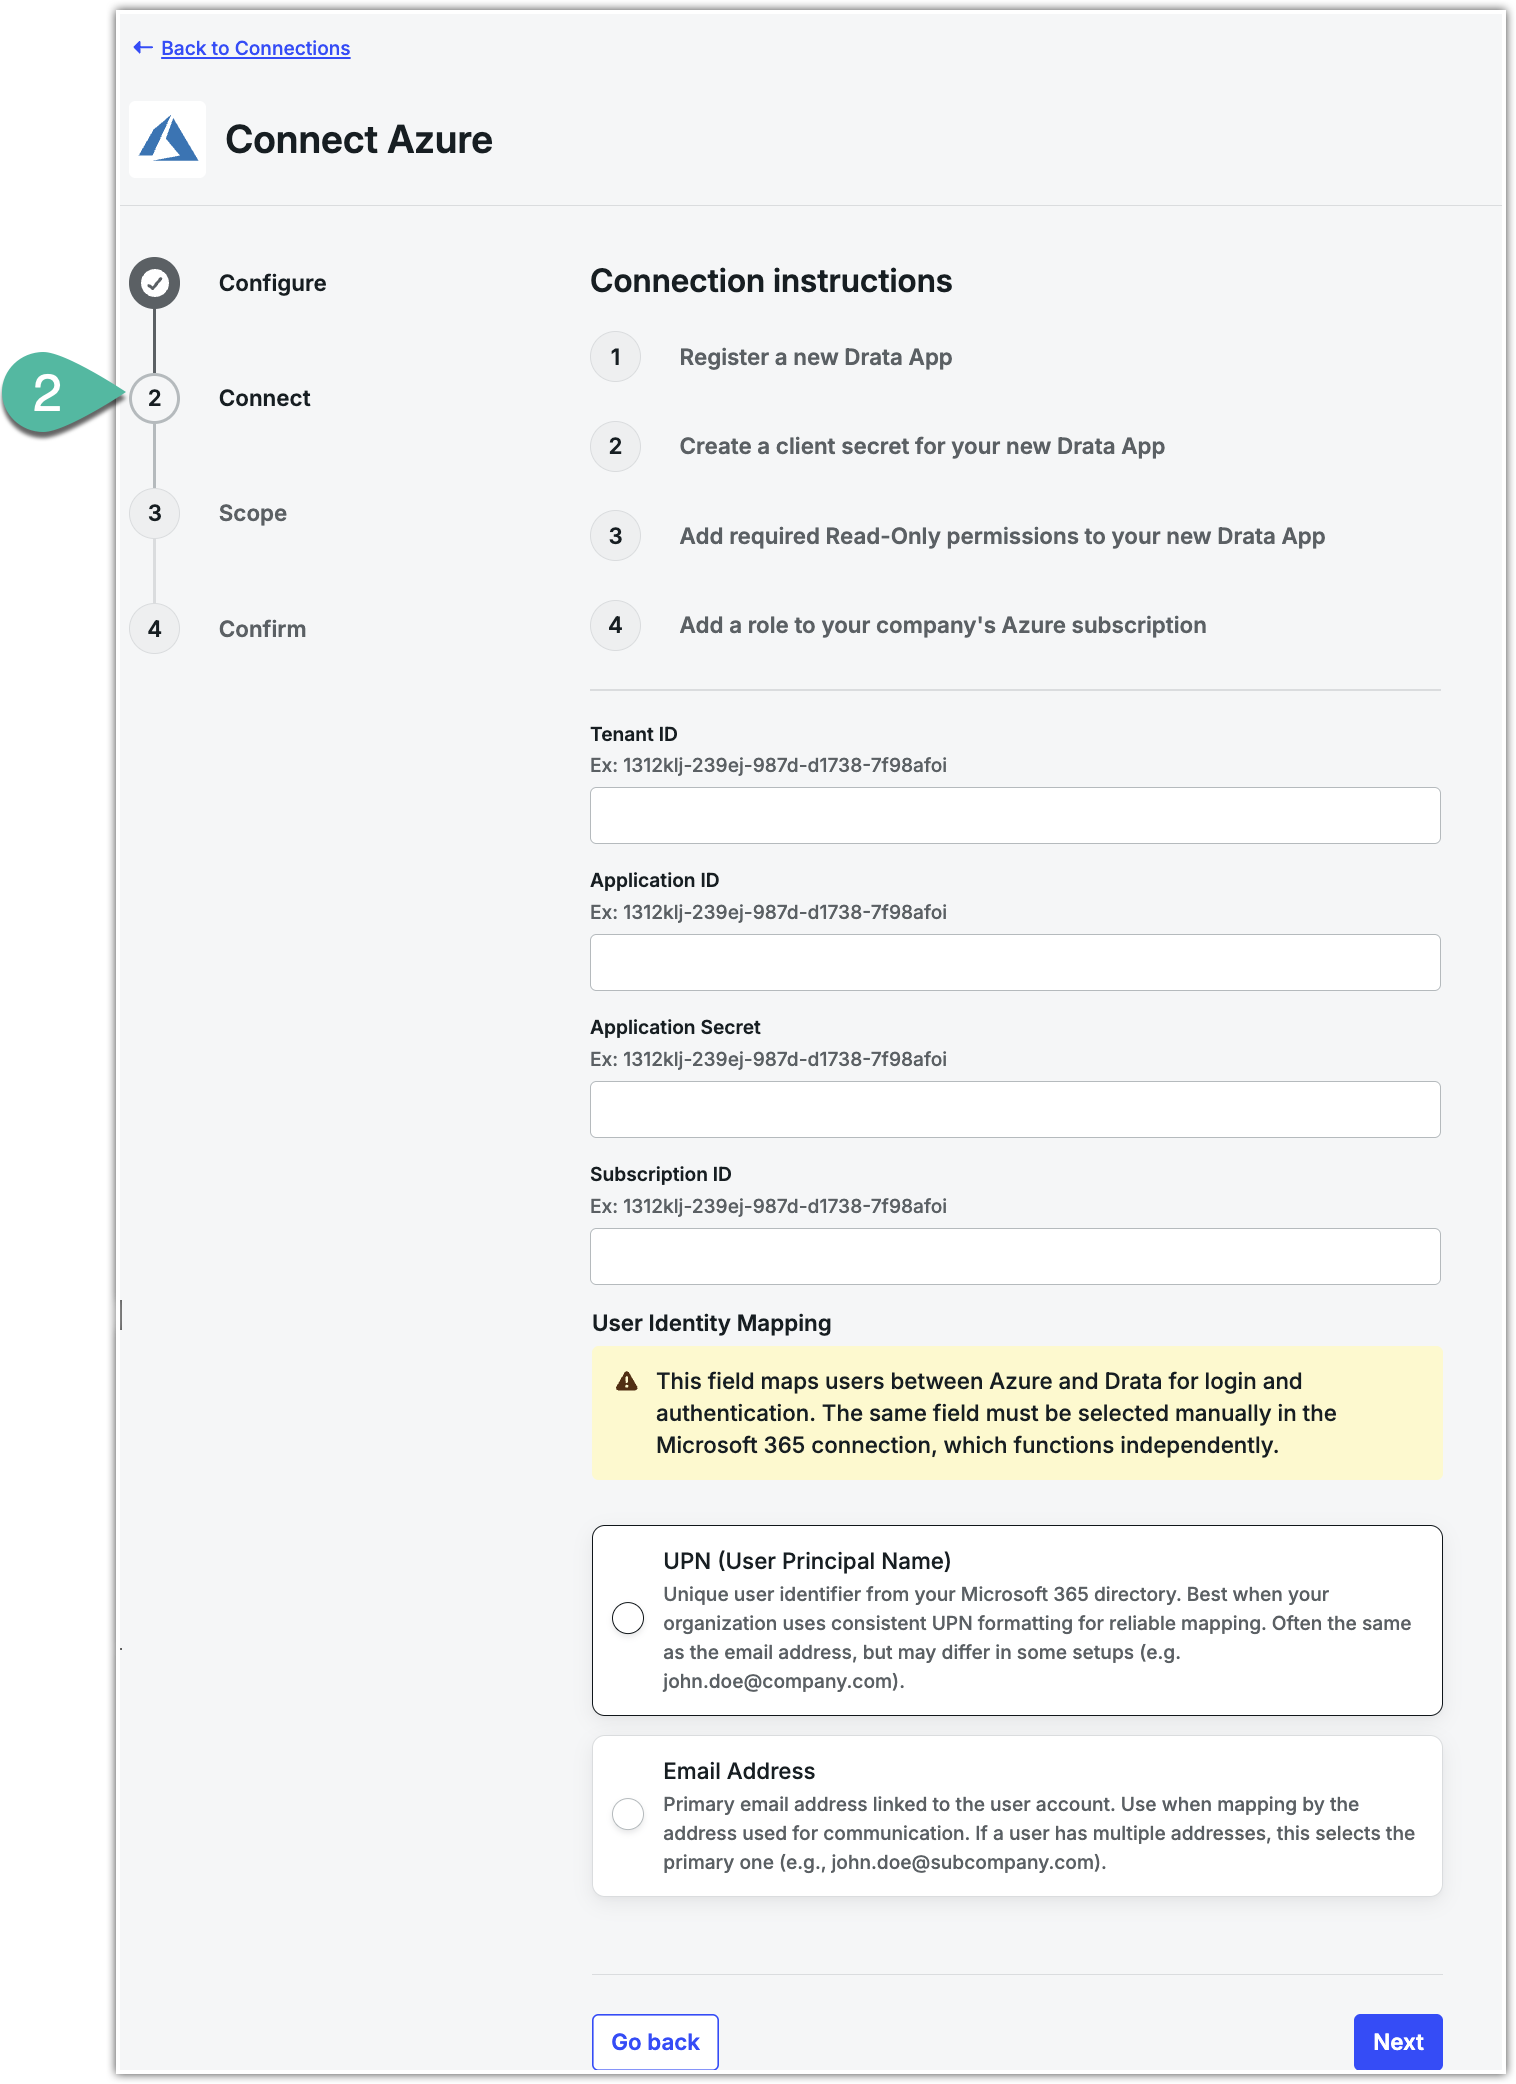 Back to Connections
Connect Azure
Configure
2
2 Connect
3 Scope
4 Confirm
Connection instructions
1 Register a new Drata App
2 Create a client secret for your new Drata App
3 Add required Read-Only permissions to your new Drata App
4 Add a role to your company's Azure subscription
Tenant ID
Ex: 1312klj-239ej-987d-d1738-7f98afoi
Application ID
Ex: 1312klj-239ej-987d-d1738-7f98afoi
Application Secret
Ex: 1312klj-239ej-987d-d1738-7f98afoi
Subscription ID
Ex: 1312klj-239ej-987d-d1738-7f98afoi
User Identity Mapping
This field maps users between Azure and Drata for login and
authentication. The same field must be selected manually in the
Microsoft 365 connection, which functions independently.
UPN (User Principal Name)
Unique user identifier from your Microsoft 365 directory. Best when your
organization uses consistent UPN formatting for reliable mapping. Often the same
as the email address, but may differ in some setups (e.g.
john.doe@company.com).
Email Address
Primary email address linked to the user account. Use when mapping by the
address used for communication. If a user has multiple addresses, this selects the
primary one (e.g., john.doe@subcompany.com).
Go back
Next